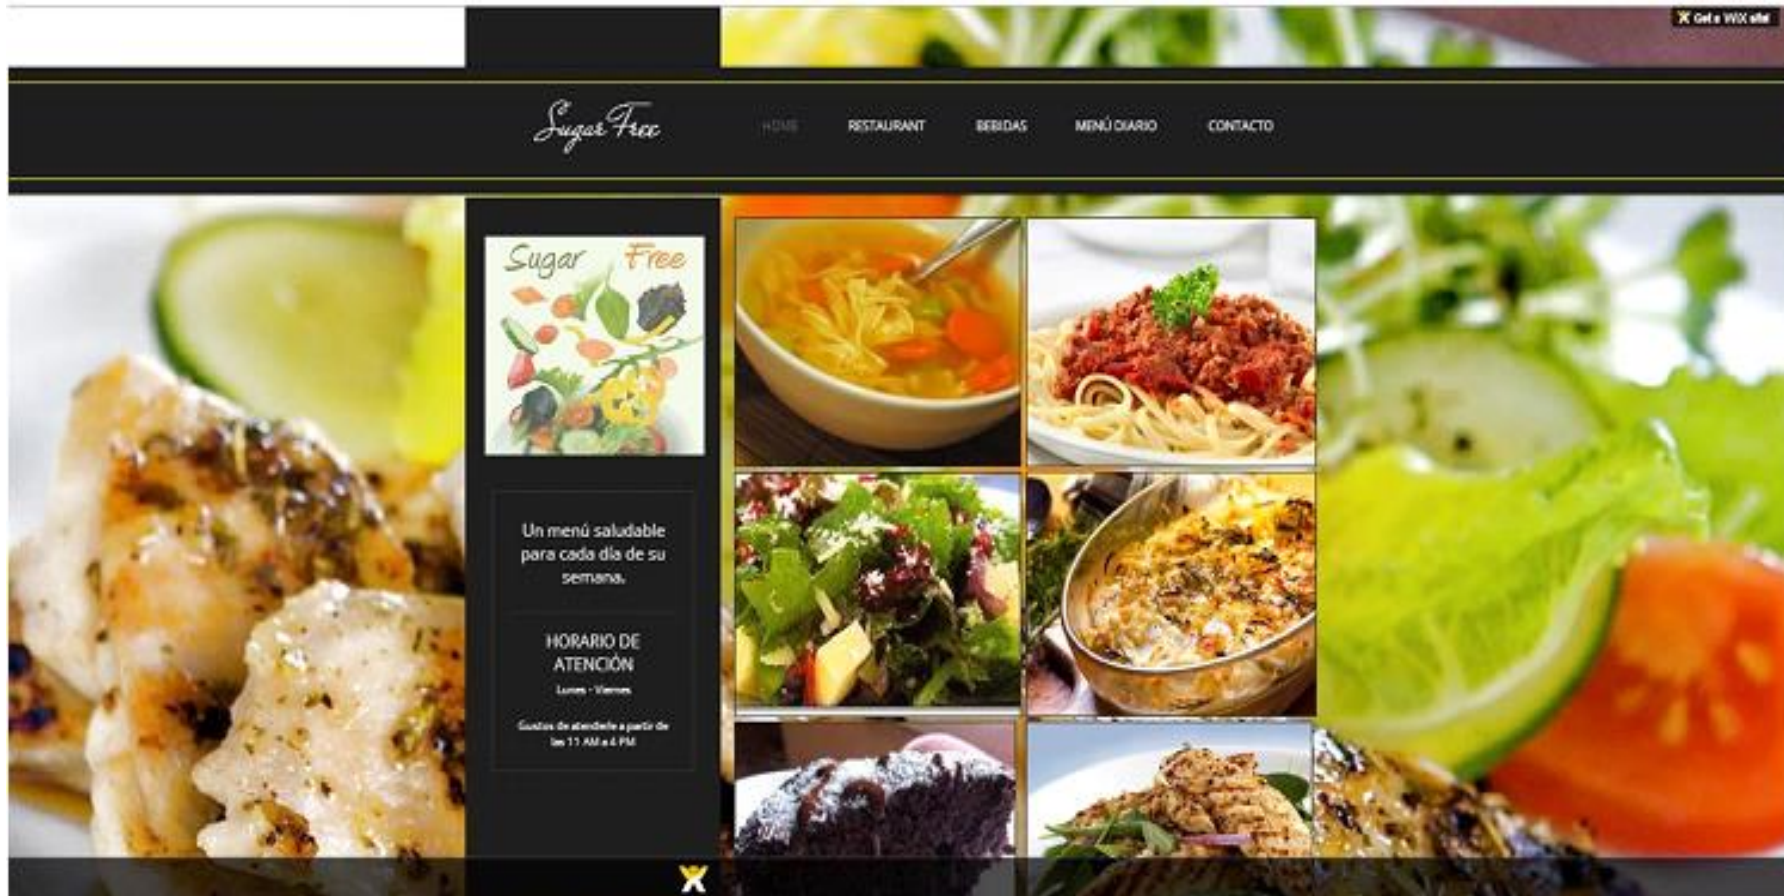 Get a WiX site!
Sugar Free
HOME RESTAURANT BEBIDAS MENÚ DIARIO CONTACTO
Sugar Free
Un menú saludable
para cada día de su
semana.
HORARIO DE
ATENCIÓN
Lunes - Viernes
Gustos de atenderle a partir de
las 11 AM a 4 PM